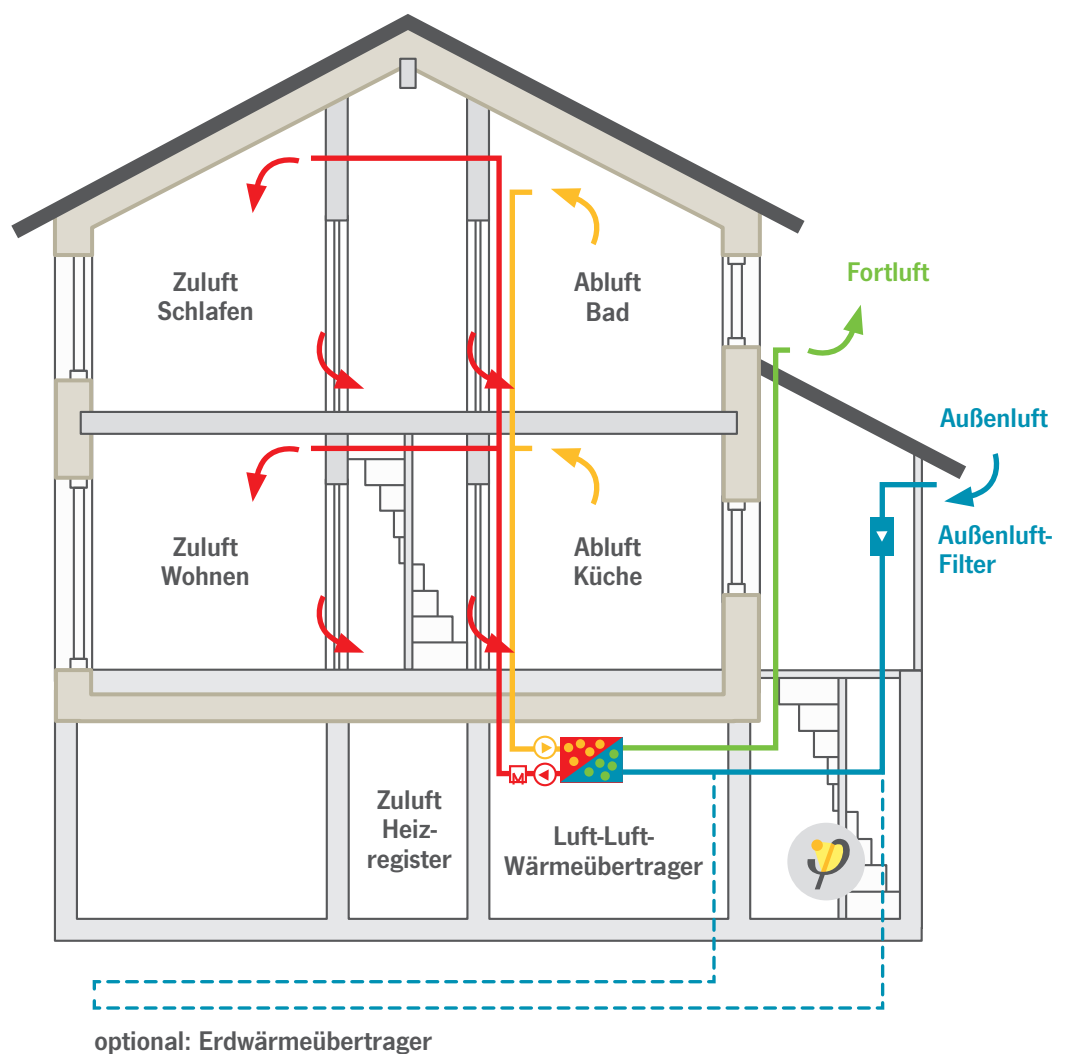 Zuluft
Schlafen
Abluft
Bad
Fortluft
Außenluft
Zuluft
Wohnen
Abluft
Küche
Außenluft-
Filter
Zuluft
Heiz-
register
M
Luft-Luft-
Wärmeübertrager
optional: Erdwärmeübertrager